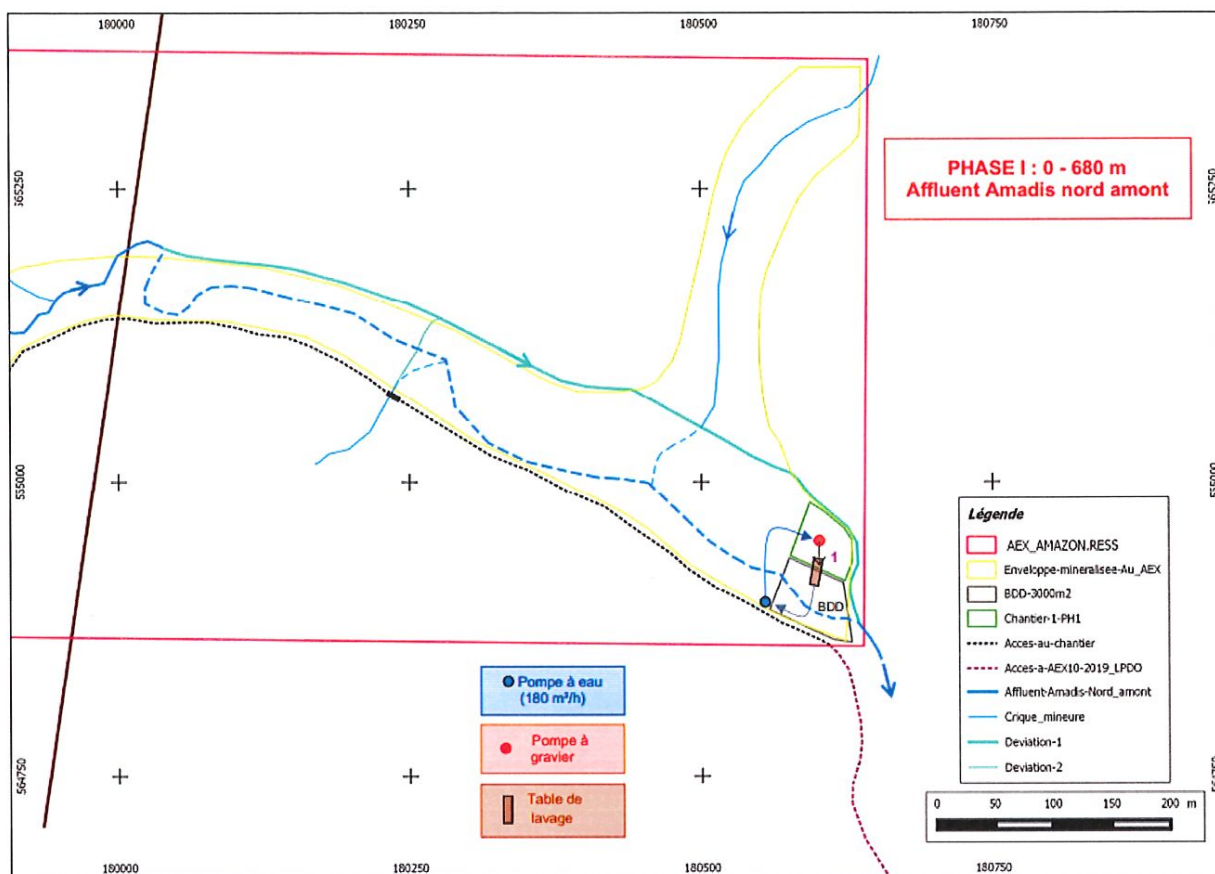 180000
180250
180500
180750
PHASE I : 0 - 680 m
Affluent Amadis nord amont
1
BDD
Légende
AEX_AMAZON.RESS
Enveloppe-mineralisee-Au_AEX
BDD-3000m2
Chantier-1-PH1
Acces-au-chantier
Acces-a-AEX10-2019_LPDO
Affluent-Amadis-Nord_amont
Crique_mineure
Deviation-1
Deviation-2
Pompe à eau
(180 m³/h)
Pompe à
gravier
Table de
lavage
0 50 100 150 200 m
564750
180000
180250
180500
180750